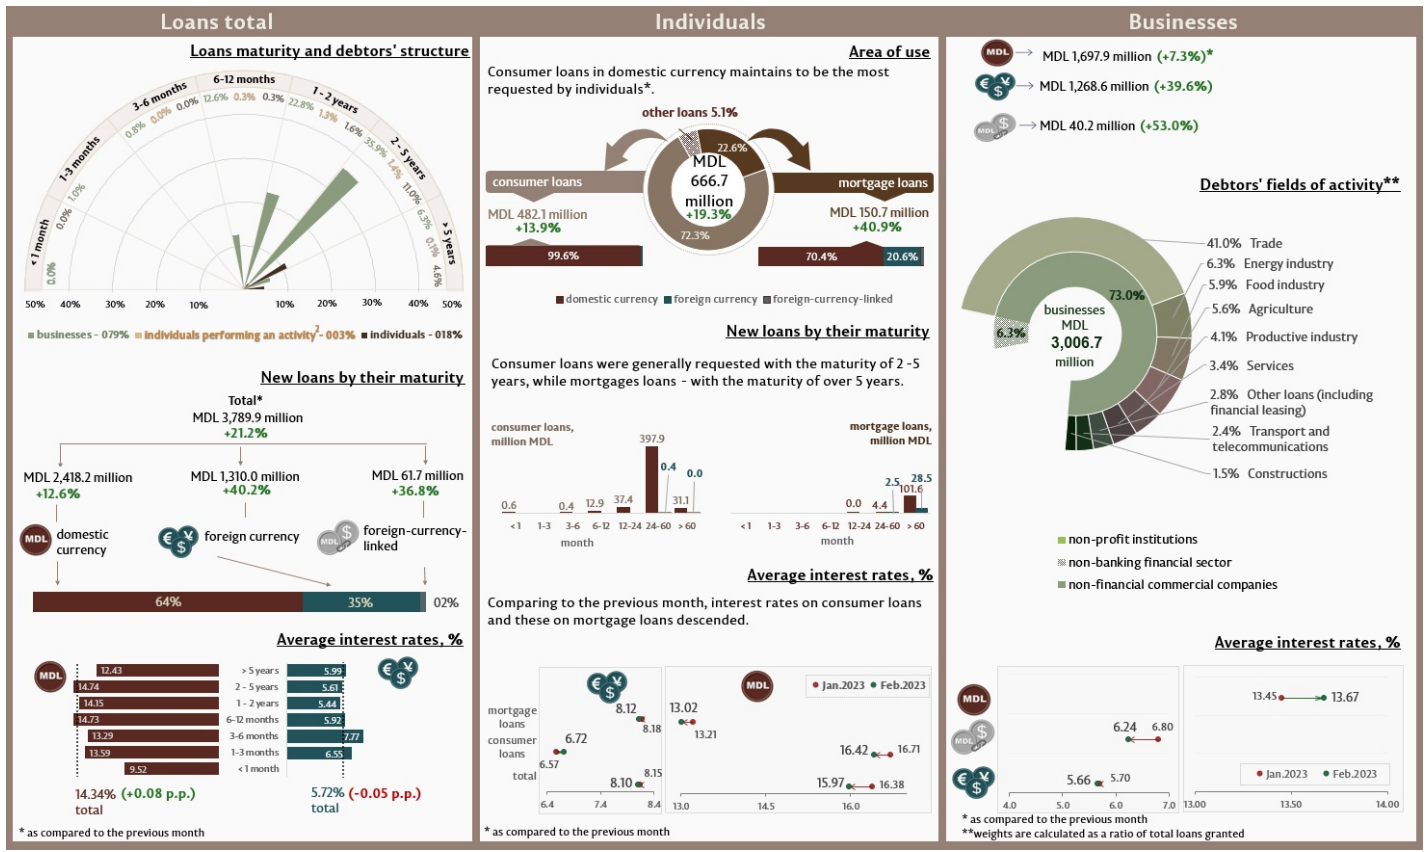 Loans total
Loans maturity and debtors' structure
< 1 month
1-3 months
3-6 months
6-12 months
1 - 2 years
2 - 5 years
> 5 years
0.0%
0.0%
1.0%
0.8%
0.0%
0.0%
12.6%
0.3%
0.3%
22.8%
1.3%
1.6%
35.9%
1.4%
11.0%
6.3%
0.1%
4.6%
50% 40% 30% 20% 10% 10% 20% 30% 40% 50%
businesses - 079% individuals performing an activity2 - 003% individuals - 018%
New loans by their maturity
Total*
MDL 3,789.9 million
+21.2%
MDL 2,418.2 million
+12.6%
MDL 1,310.0 million
+40.2%
MDL 61.7 million
+36.8%
MDL
domestic
currency
€ ¥ $
foreign currency
MDL $
foreign-currency-
linked
64% 35% 02%
Average interest rates, %
MDL
€ ¥ $
12.43 > 5 years 5.99
14.74 2 - 5 years 5.61
14.15 1 - 2 years 5.44
14.73 6-12 months 5.92
13.29 3-6 months 7.77
13.59 1-3 months 6.55
9.52 < 1 month
14.34% (+0.08 p.p.)
total
5.72% (-0.05 p.p.)
total
* as compared to the previous month
Individuals
Area of use
Consumer loans in domestic currency maintains to be the most
requested by individuals*.
other loans 5.1%
22.6%
MDL
666.7
million
+19.3%
72.3%
consumer loans
mortgage loans
MDL 482.1 million
+13.9%
MDL 150.7 million
+40.9%
99.6%
70.4% 20.6%
domestic currency foreign currency foreign-currency-linked
New loans by their maturity
Consumer loans were generally requested with the maturity of 2 -5
years, while mortgages loans - with the maturity of over 5 years.
consumer loans,
million MDL
0.6 0.4 12.9 37.4 397.9 0.4 31.1 0.0
< 1 1-3 3-6 6-12 12-24 24-60 > 60
month
mortgage loans,
million MDL
0.0 4.4 2.5 101.6 28.5
< 1 1-3 3-6 6-12 12-24 24-60 > 60
month
Average interest rates, %
Comparing to the previous month, interest rates on consumer loans
and these on mortgage loans descended.
€ ¥ $
MDL
Jan.2023 Feb.2023
mortgage
loans
8.12
8.18
13.02
13.21
consumer
loans
6.72
6.57
16.42 16.71
total
8.10 8.15
15.97 16.38
6.4 7.4 8.4
13.0 14.5 16.0
* as compared to the previous month
Businesses
MDL MDL 1,697.9 million (+7.3%)*
€ ¥ $ MDL 1,268.6 million (+39.6%)
MDL $ MDL 40.2 million (+53.0%)
Debtors' fields of activity**
73.0%
6.3%
businesses
MDL
3,006.7
million
41.0% Trade
6.3% Energy industry
5.9% Food industry
5.6% Agriculture
4.1% Productive industry
3.4% Services
2.8% Other loans (including
financial leasing)
2.4% Transport and
telecommunications
1.5% Constructions
non-profit institutions
non-banking financial sector
non-financial commercial companies
Average interest rates, %
MDL
13.45 13.67
MDL $
6.24 6.80
€ ¥ $
5.66 5.70
Jan.2023 Feb.2023
4.0 5.0 6.0 7.0
13.00 13.50 14.00
* as compared to the previous month
**weights are calculated as a ratio of total loans granted